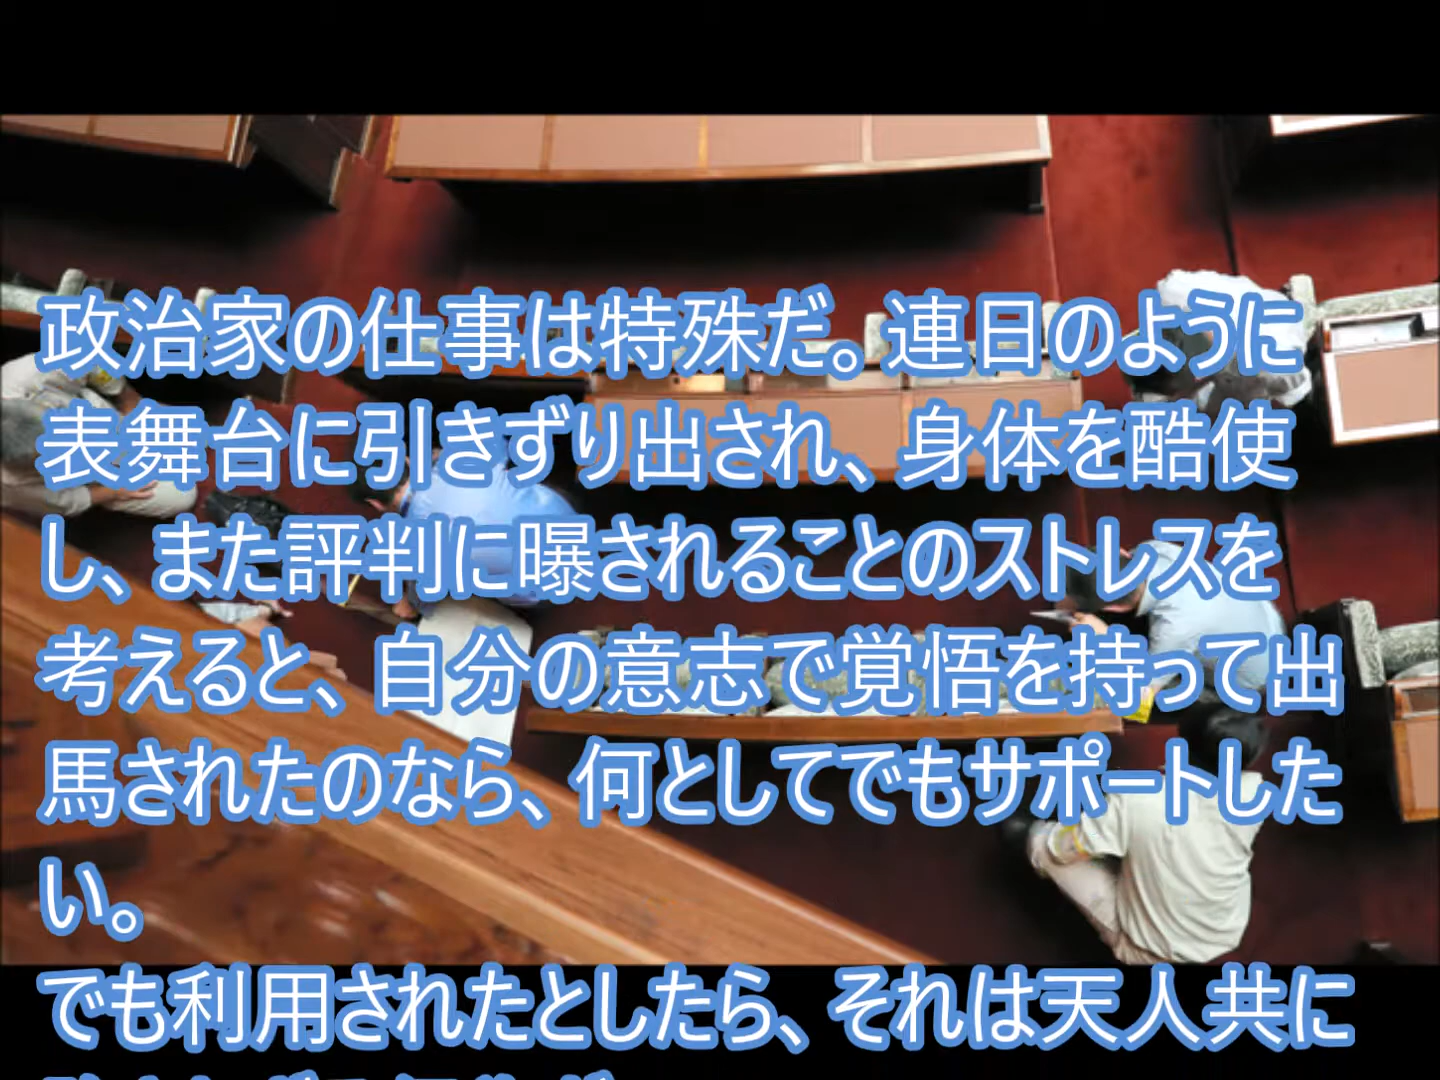 政治家の仕事は特殊だ。連日のように
表舞台に引きずり出され、身体を酷使
し、また評判に曝されることのストレスを
考えると、自分の意志で覚悟を持って出
馬されたのなら、何としてでもサポートした
い。
でも利用されたとしたら、それは天人共に